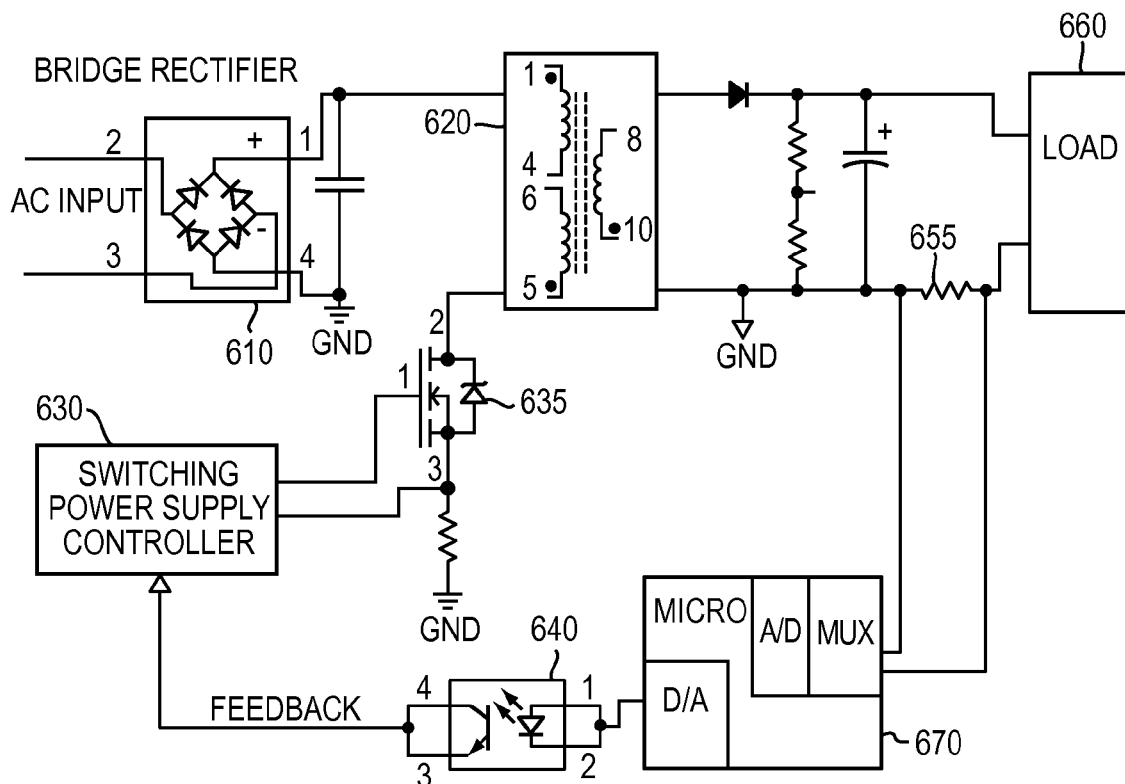 660
BRIDGE RECTIFIER
LOAD
620
1
4
6
5
8
10
2
+
1
AC INPUT
-
3
4
610
GND
+
655
GND
2
1
635
3
630
SWITCHING
POWER SUPPLY
CONTROLLER
GND
640
MICRO
A/D
MUX
D/A
670
FEEDBACK
4
3
1
2